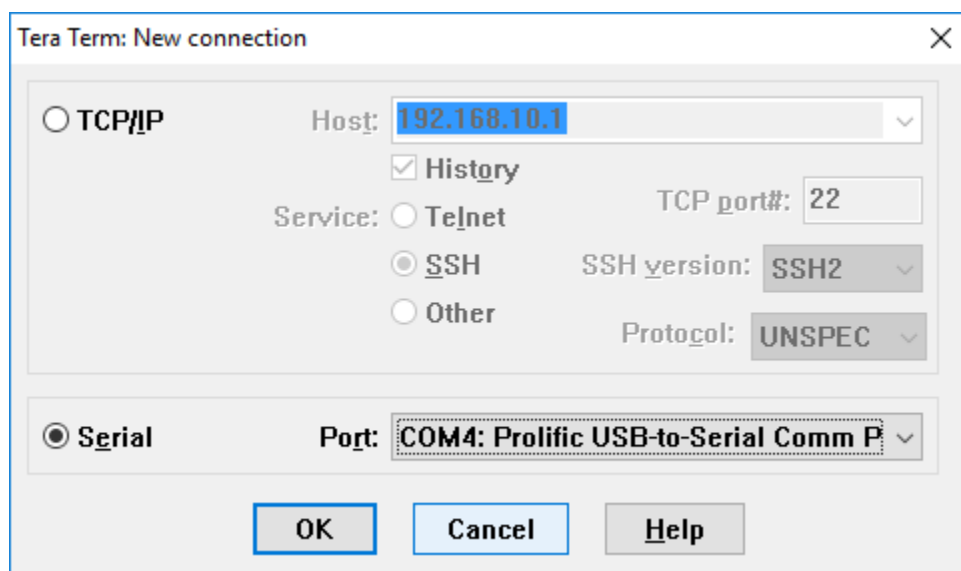 Tera Term: New connection
TCP/IP
Host: 192.168.10.1
History
Service: Telnet
TCP port#: 22
SSH
SSH version: SSH2
Other
Protocol: UNSPEC
Serial
Port: COM4: Prolific USB-to-Serial Comm P
OK
Cancel
Help